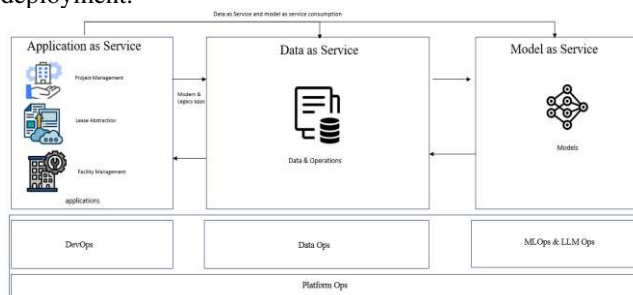 deployment.
Data as Service and model as service consumption
Application as Service
Data as Service
Model as Service
Project Management
Modern &
Legacy apps
Lease Abstraction
Models
Data & Operations
Facility Management
applications
DevOps
Data Ops
MLOps & LLM Ops
Platform Ops